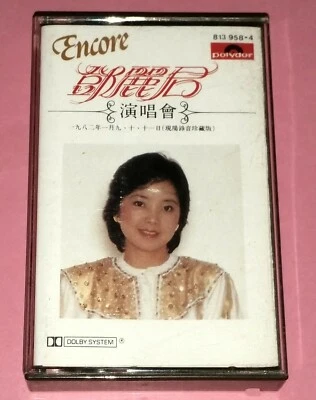 Encore
813 958-4
polydor
鄧麗君
演唱會
一九八二年一月九、十、十一日(現場錄音珍藏版)
DOLBY SYSTEM